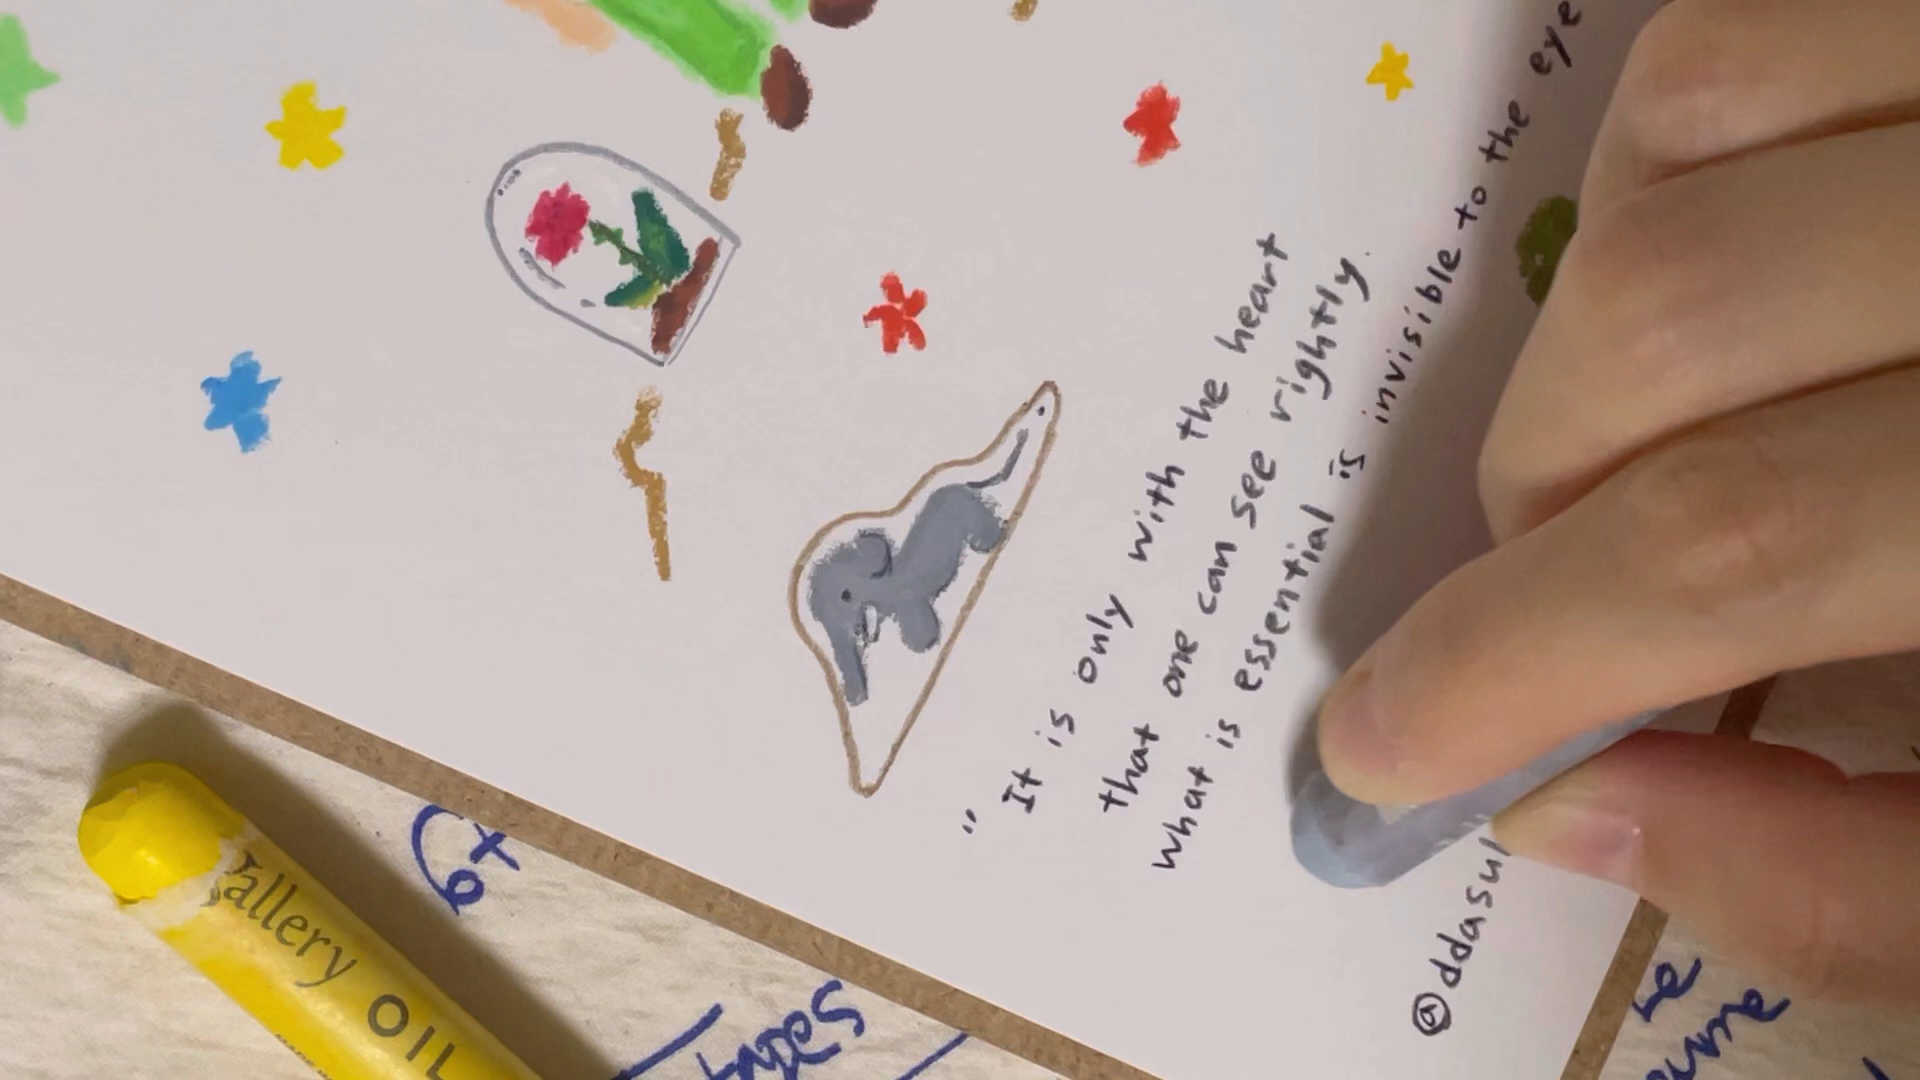 "It is only with the heart
that one can see rightly.
what is essential is invisible to the eye
@ddasul
Gallery OIL